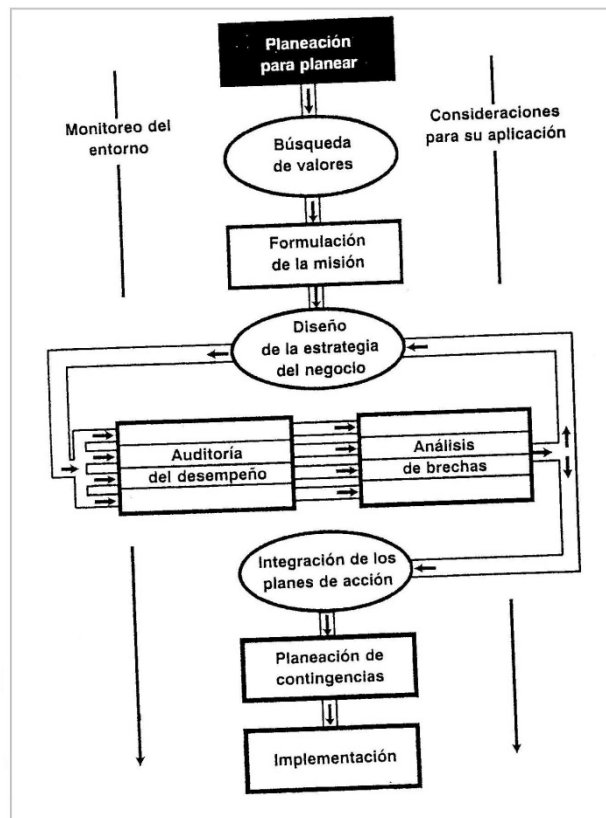 Planeación
para planear
Monitoreo del
entorno
Consideraciones
para su aplicación
Búsqueda
de valores
Formulación
de la misión
Diseño
de la estrategia
del negocio
Auditoría
del desempeño
Análisis
de brechas
Integración de los
planes de acción
Planeación de
contingencias
Implementación